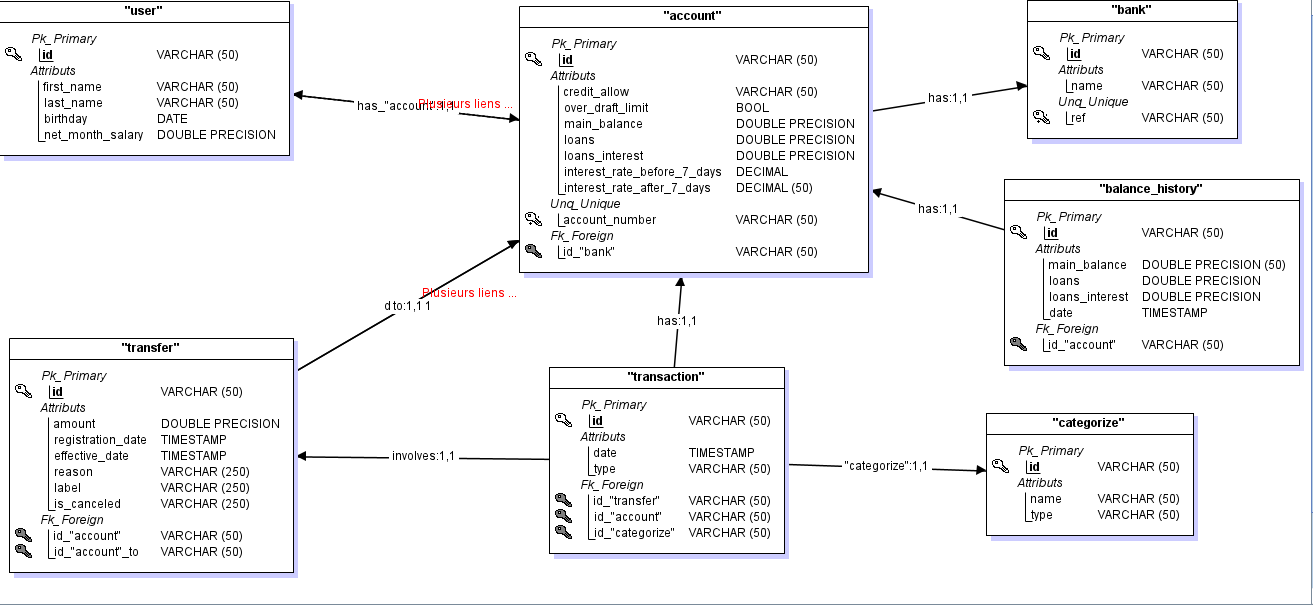 "user"
Pk_Primary
id VARCHAR (50)
Attributs
first_name VARCHAR (50)
last_name VARCHAR (50)
birthday DATE
net_month_salary DOUBLE PRECISION
"account"
Pk_Primary
id VARCHAR (50)
Attributs
credit_allow VARCHAR (50)
over_draft_limit BOOL
main_balance DOUBLE PRECISION
loans DOUBLE PRECISION
loans_interest DOUBLE PRECISION
interest_rate_before_7_days DECIMAL
interest_rate_after_7_days DECIMAL (50)
Unq_Unique
account_number VARCHAR (50)
Fk_Foreign
id_"bank" VARCHAR (50)
"bank"
Pk_Primary
id VARCHAR (50)
Attributs
name VARCHAR (50)
Unq_Unique
ref VARCHAR (50)
has_"account":1,1
Plusieurs liens ...
has:1,1
has:1,1
"balance_history"
Pk_Primary
id VARCHAR (50)
Attributs
main_balance DOUBLE PRECISION (50)
loans DOUBLE PRECISION
loans_interest DOUBLE PRECISION
date TIMESTAMP
Fk_Foreign
id_"account" VARCHAR (50)
Plusieurs liens ...
d to:1,1 1
has:1,1
"transfer"
Pk_Primary
id VARCHAR (50)
Attributs
amount DOUBLE PRECISION
registration_date TIMESTAMP
effective_date TIMESTAMP
reason VARCHAR (250)
label VARCHAR (250)
is_canceled VARCHAR (250)
Fk_Foreign
id_"account" VARCHAR (50)
id_"account"_to VARCHAR (50)
involves:1,1
"transaction"
Pk_Primary
id VARCHAR (50)
Attributs
date TIMESTAMP
type VARCHAR (50)
Fk_Foreign
id_"transfer" VARCHAR (50)
id_"account" VARCHAR (50)
id_"categorize" VARCHAR (50)
"categorize":1,1
"categorize"
Pk_Primary
id VARCHAR (50)
Attributs
name VARCHAR (50)
type VARCHAR (50)